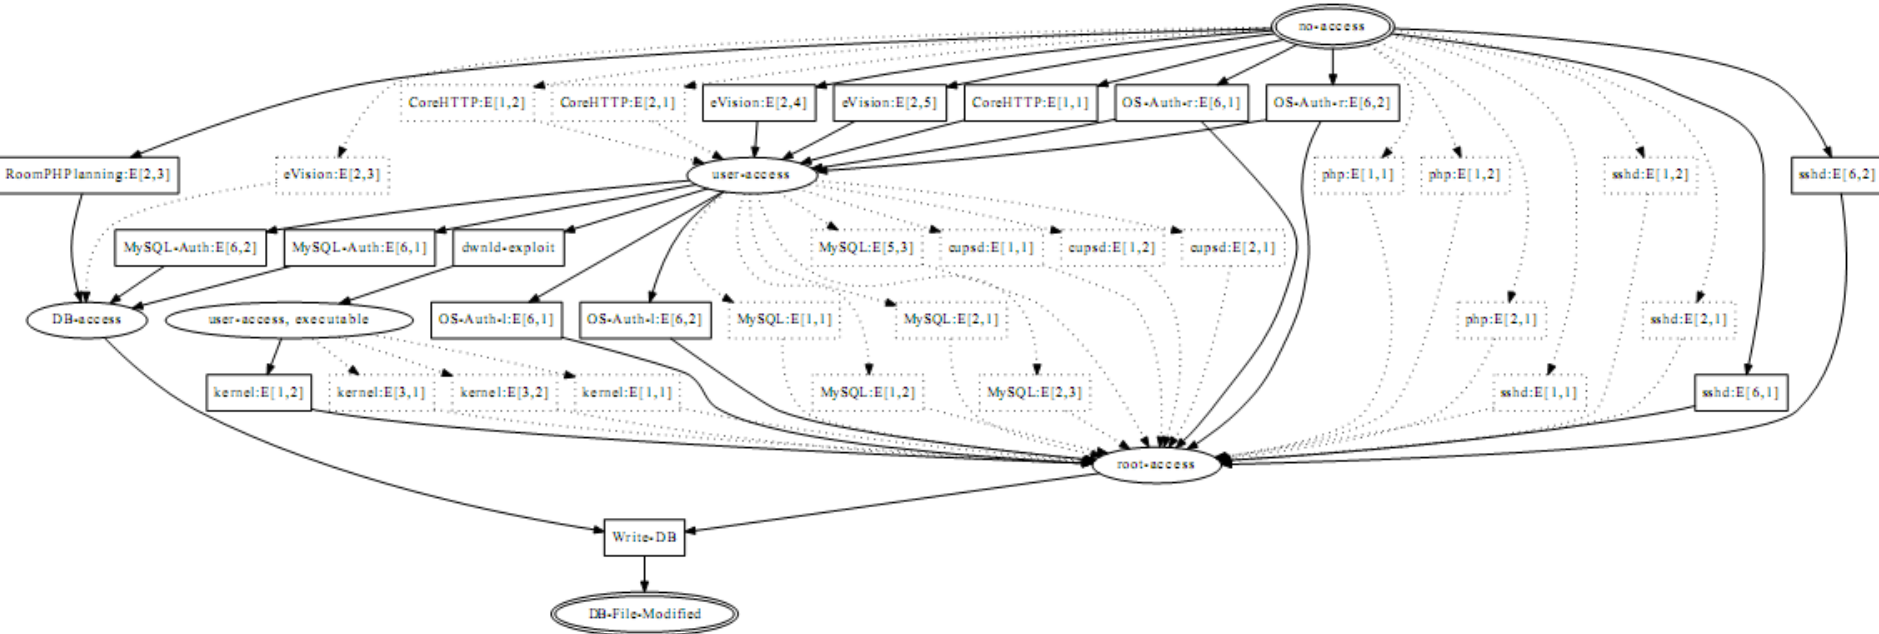 no-access
CoreHTTP:E[1,2]
CoreHTTP:E[2,1]
eVision:E[2,4]
eVision:E[2,5]
CoreHTTP:E[1,1]
OS-Auth-r:E[6,1]
OS-Auth-r:E[6,2]
RoomPHPlanning:E[2,3]
eVision:E[2,3]
user-access
php:E[1,1]
php:E[1,2]
sshd:E[1,2]
sshd:E[6,2]
MySQL-Auth:E[6,2]
MySQL-Auth:E[6,1]
dwnld-exploit
MySQL:E[5,3]
cupsd:E[1,1]
cupsd:E[1,2]
cupsd:E[2,1]
DB-access
user-access, executable
OS-Auth-l:E[6,1]
OS-Auth-l:E[6,2]
MySQL:E[1,1]
MySQL:E[2,1]
php:E[2,1]
sshd:E[2,1]
kernel:E[1,2]
kernel:E[3,1]
kernel:E[3,2]
kernel:E[1,1]
MySQL:E[1,2]
MySQL:E[2,3]
sshd:E[1,1]
sshd:E[6,1]
root-access
Write-DB
DB-File-Modified